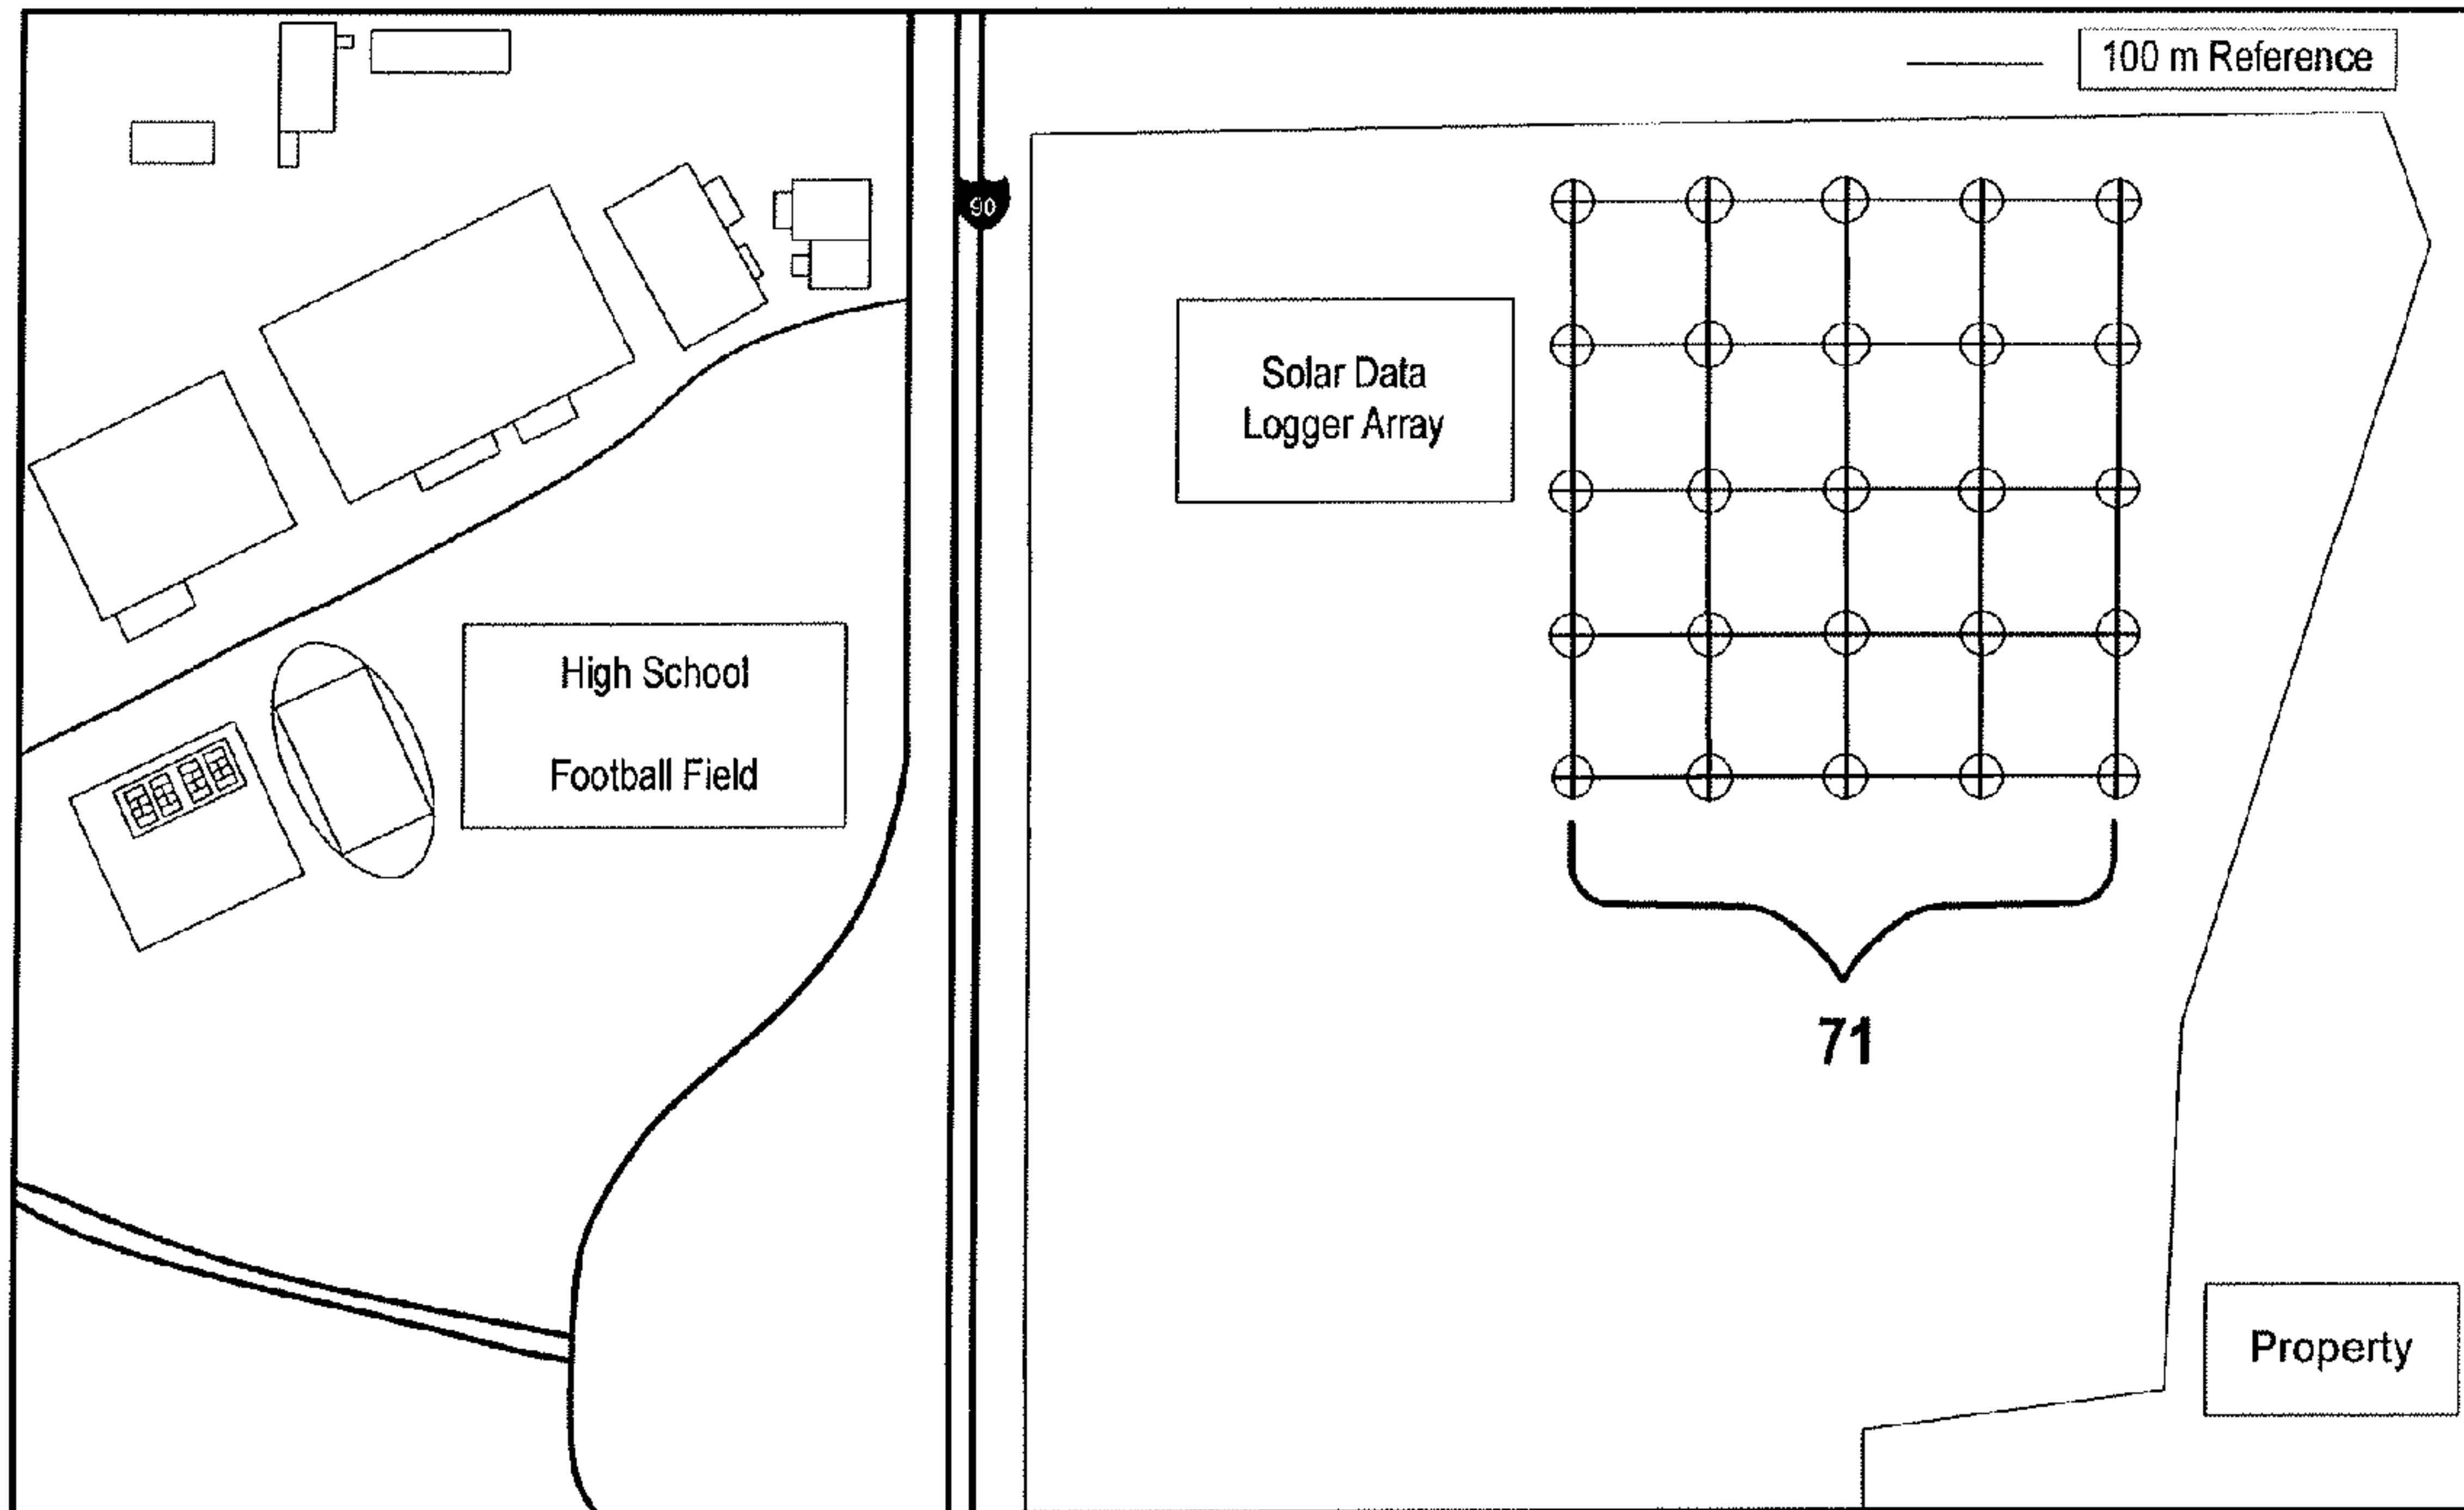 100 m Reference
90
Solar Data
Logger Array
High School
Football Field
71
Property